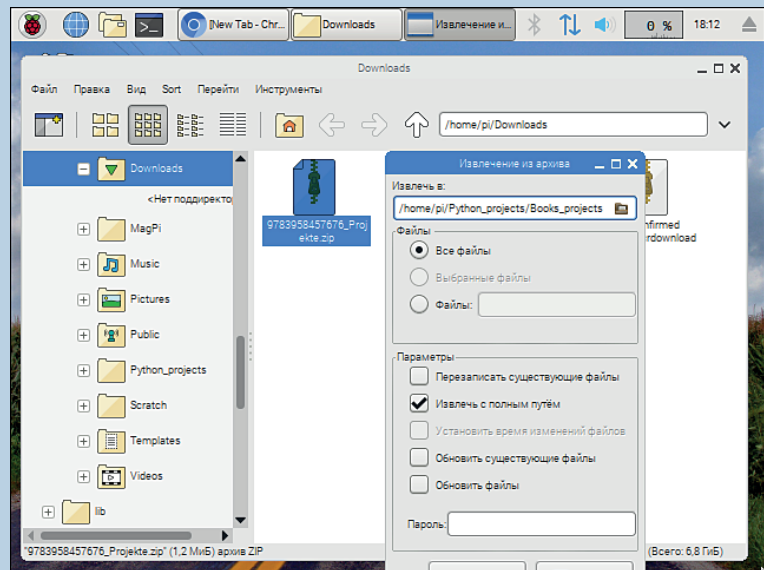 [New Tab - Chr...
Downloads
Извлечение и...
0 %
18:12
Downloads
Файл Правка Вид Sort Перейти Инструменты
/home/pi/Downloads
Downloads
<Нет поддиректо
MagPi
Music
Pictures
Public
Python_projects
Scratch
Templates
Videos
lib
9783958457676_Proj
ekte.zip
nfirmed
rdownload
Извлечение из архива
Извлечь в:
/home/pi/Python_projects/Books_projects
Файлы
Все файлы
Выбранные файлы
Файлы:
Параметры
Перезаписать существующие файлы
Извлечь с полным путём
Установить время изменений файлов
Обновить существующие файлы
Обновить файлы
Пароль:
"9783958457676_Projekte.zip" (1,2 МиБ) архив ZIP
(Всего: 6,8 ГиБ)